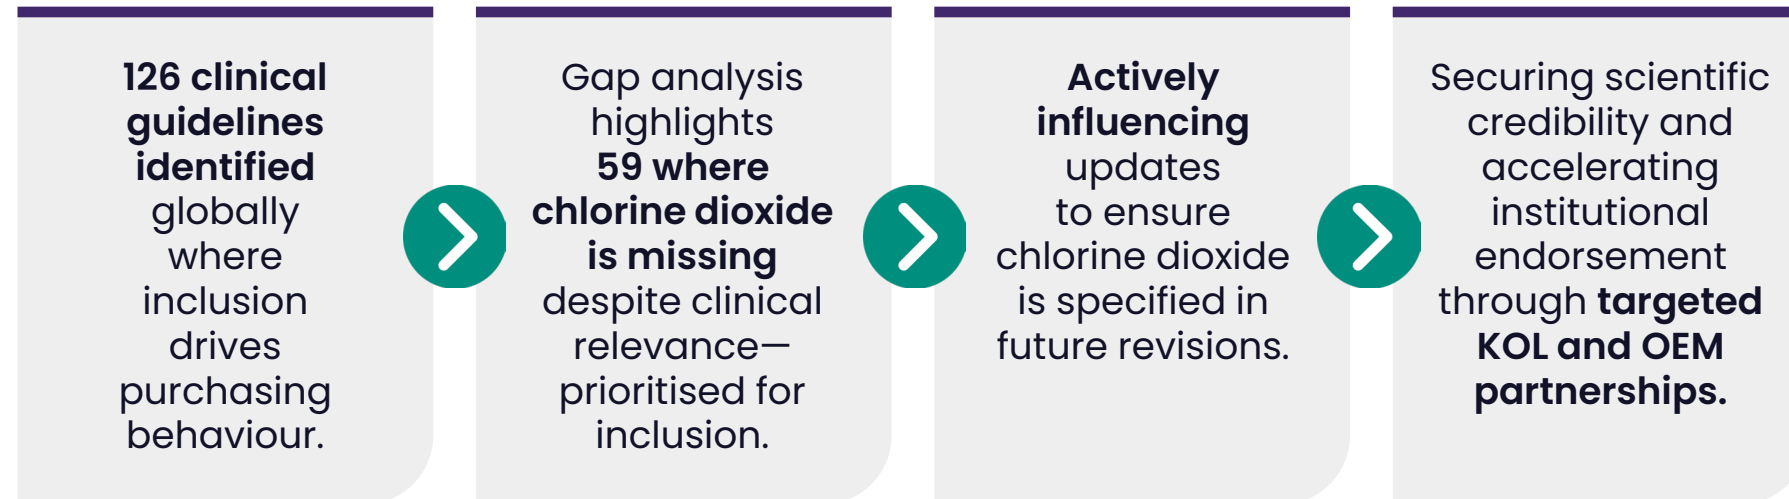 126 clinical
guidelines
identified
globally
where
inclusion
drives
purchasing
behaviour.
Gap analysis
highlights
59 where
chlorine dioxide
is missing
despite clinical
relevance—
prioritised for
inclusion.
Actively
influencing
updates
to ensure
chlorine dioxide
is specified in
future revisions.
Securing scientific
credibility and
accelerating
institutional
endorsement
through targeted
KOL and OEM
partnerships.